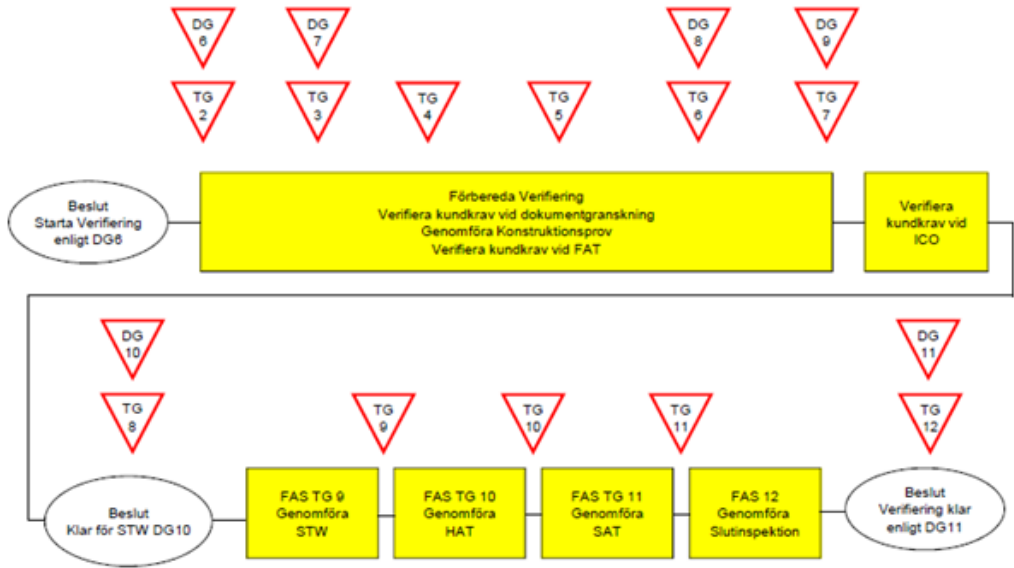 DG
6
DG
7
DG
8
DG
9
TG
2
TG
3
TG
4
TG
5
TG
6
TG
7
Beslut
Starta Verifiering
enligt DG6
Förbereda Verifiering
Verifiera kundkrav vid dokumentgranskning
Genomföra Konstruktionsprov
Verifiera kundkrav vid FAT
Verifiera
kundkrav vid
ICO
DG
10
DG
11
TG
8
TG
9
TG
10
TG
11
TG
12
Beslut
Klar för STW DG10
FAS TG 9
Genomföra
STW
FAS TG 10
Genomföra
HAT
FAS TG 11
Genomföra
SAT
FAS 12
Genomföra
Slutinspektion
Beslut
Verifiering klar
enligt DG11